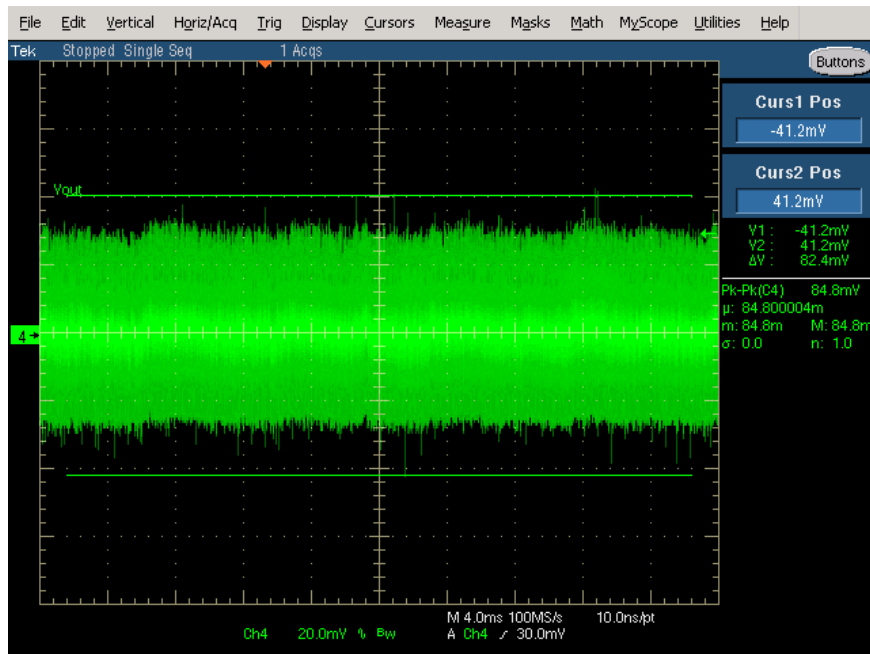 File Edit Vertical Horiz/Acq Trig Display Cursors Measure Masks Math MyScope Utilities Help
Tek Stopped Single Seq 1 Acqs
Buttons
Curs1 Pos
-41.2mV
Curs2 Pos
41.2mV
Vout
V1 : -41.2mV
V2 : 41.2mV
ΔV : 82.4mV
Pk-Pk(C4) 84.8mV
μ: 84.800004m
m: 84.8m M: 84.8m
σ: 0.0 n: 1.0
4
M 4.0ms 100MS/s 10.0ns/pt
Ch4 20.0mV ∿ Bw A Ch4 ∕ 30.0mV